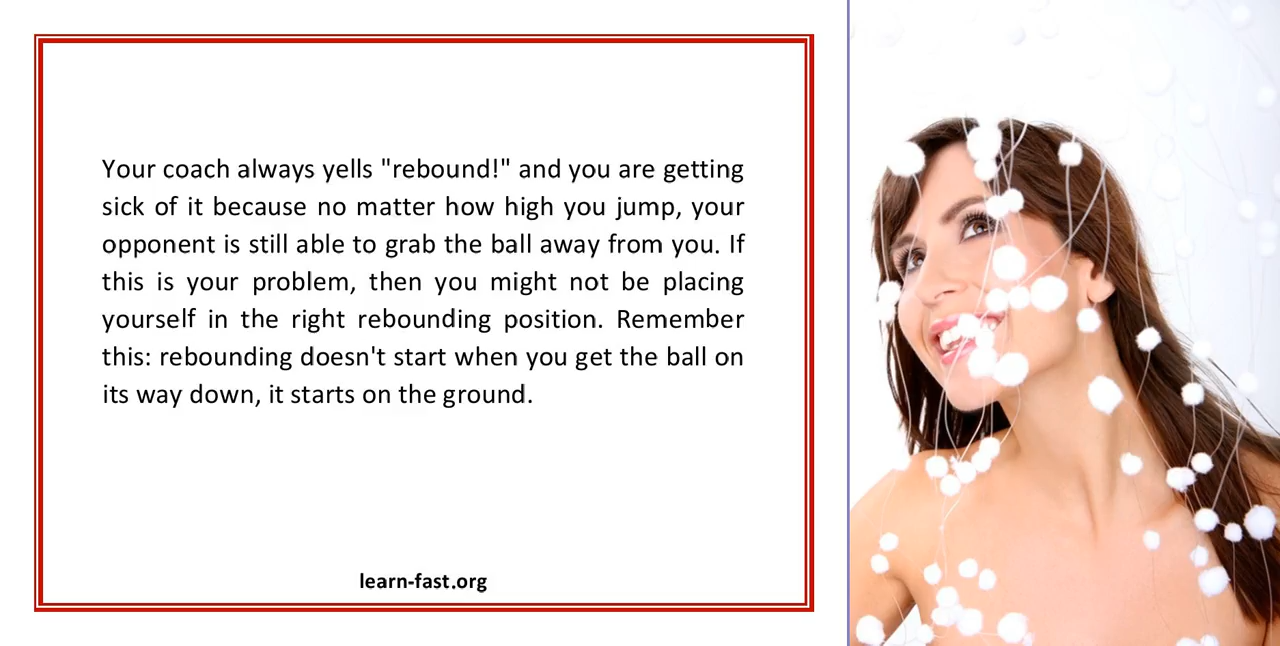 Your coach always yells "rebound!" and you are getting
sick of it because no matter how high you jump, your
opponent is still able to grab the ball away from you. If
this is your problem, then you might not be placing
yourself in the right rebounding position. Remember
this: rebounding doesn't start when you get the ball on
its way down, it starts on the ground.
learn-fast.org